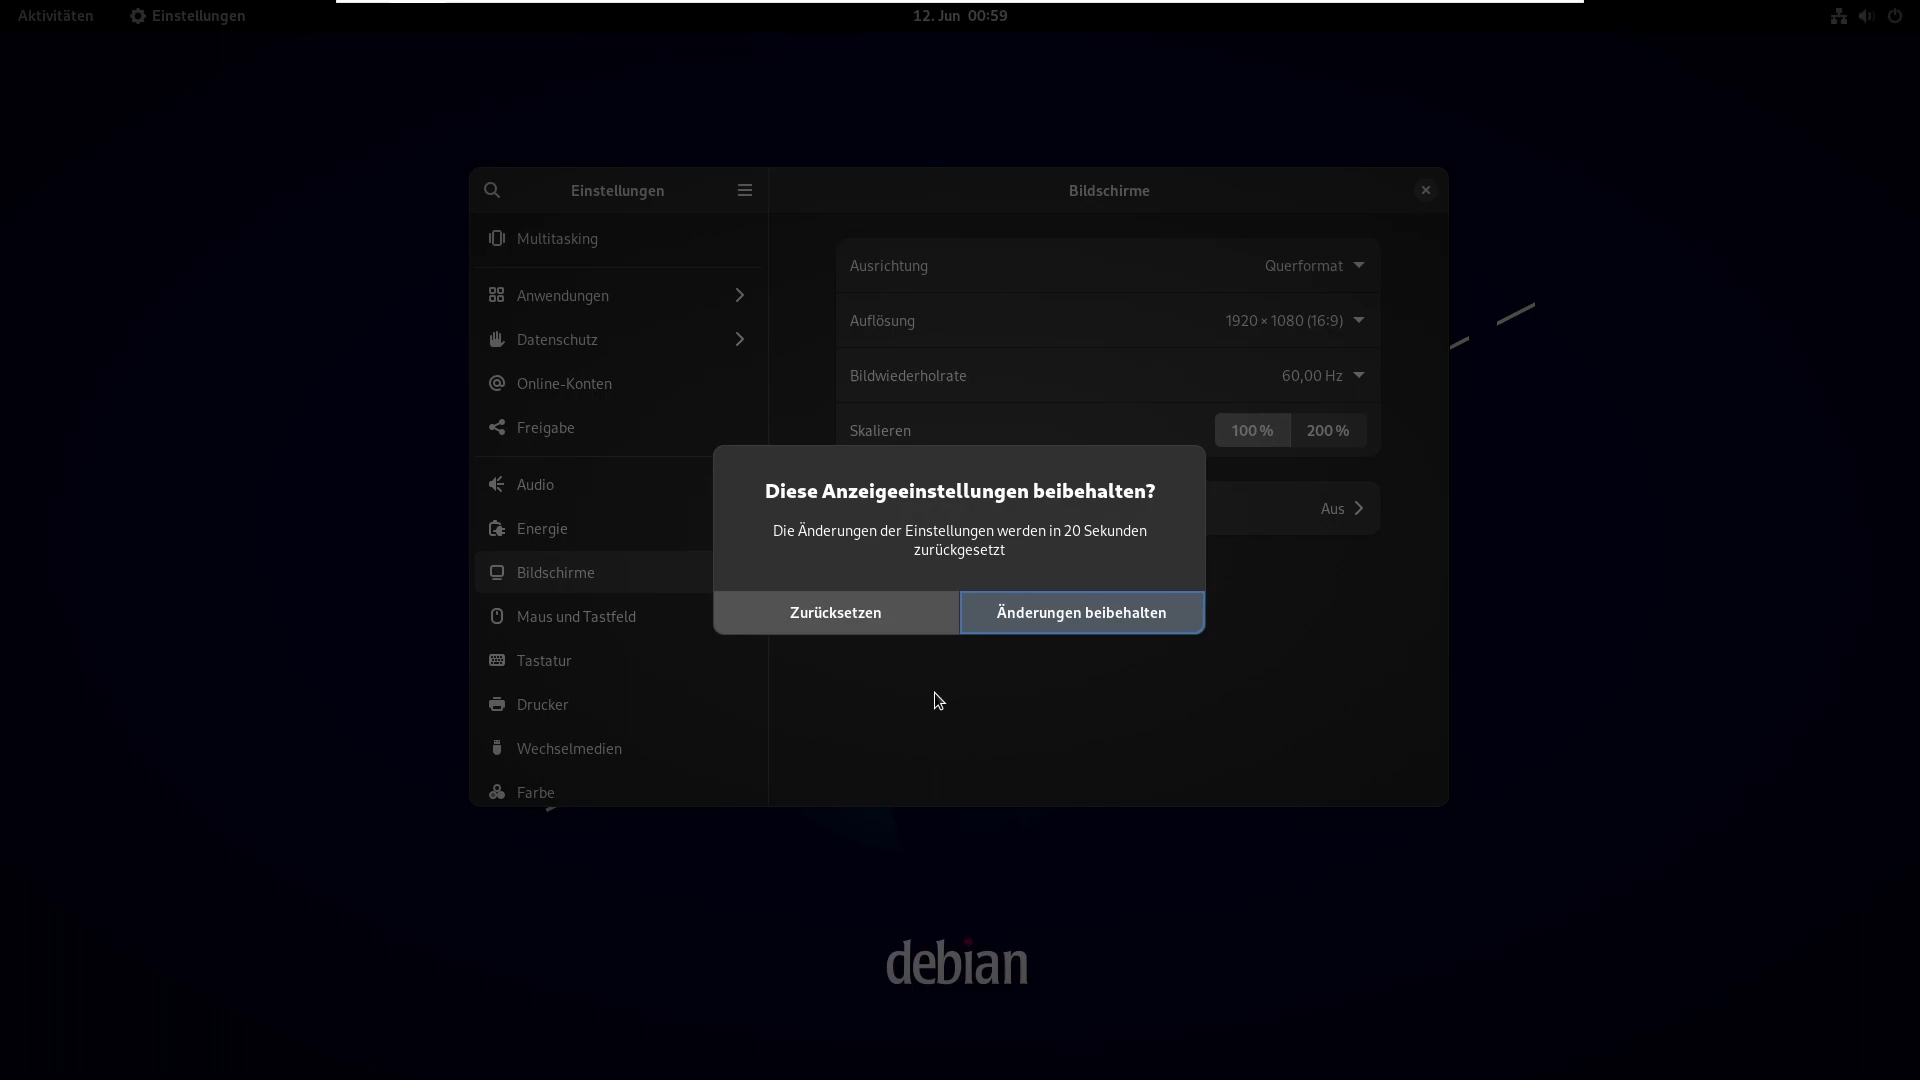 Aktivitäten
Einstellungen
12. Jun 00:59
Einstellungen
Bildschirme
Multitasking
Anwendungen
Datenschutz
Online-Konten
Freigabe
Audio
Energie
Bildschirme
Maus und Tastfeld
Tastatur
Drucker
Wechselmedien
Farbe
Ausrichtung
Querformat
Auflösung
1920 × 1080 (16:9)
Bildwiederholrate
60,00 Hz
Skalieren
100 %
200 %
Aus
Diese Anzeigeeinstellungen beibehalten?
Die Änderungen der Einstellungen werden in 20 Sekunden
zurückgesetzt
Zurücksetzen
Änderungen beibehalten
debian